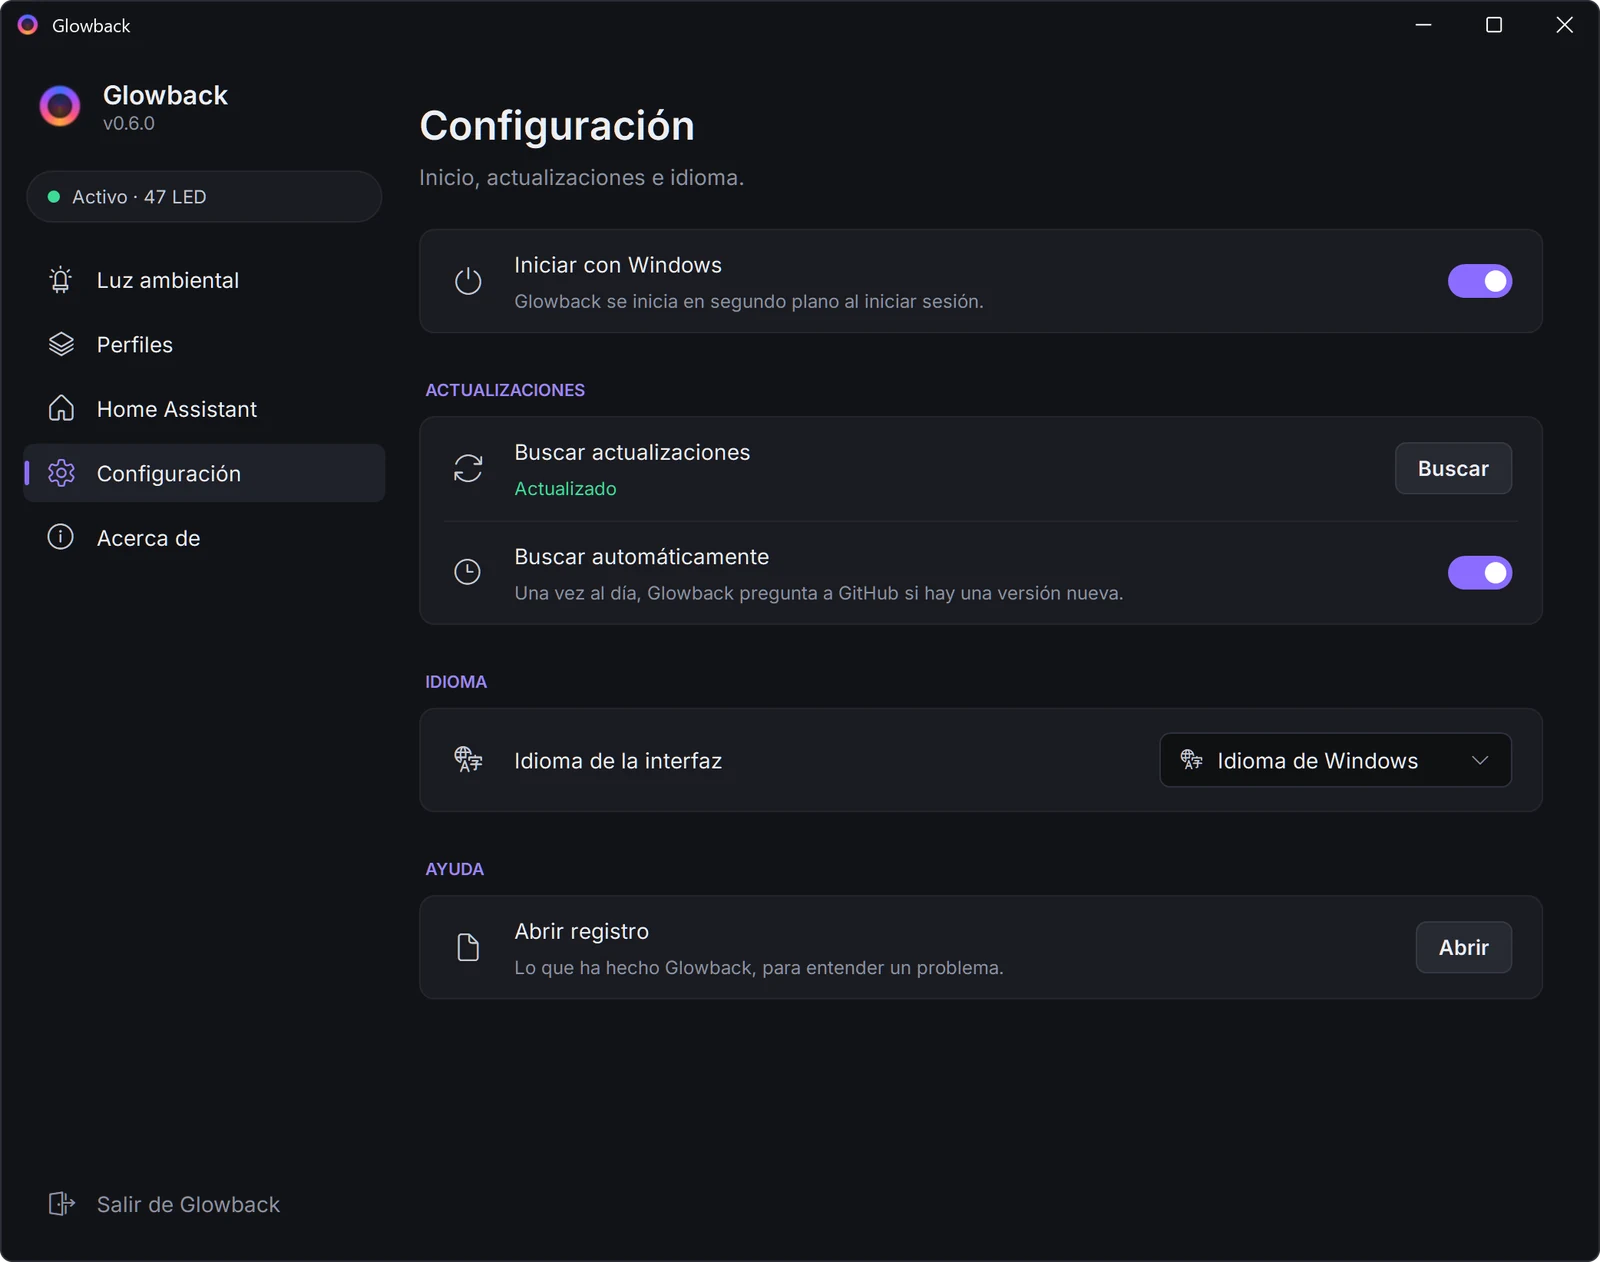 Glowback
Glowback
v0.6.0
Activo · 47 LED
Luz ambiental
Perfiles
Home Assistant
Configuración
Acerca de
Salir de Glowback
Configuración
Inicio, actualizaciones e idioma.
Iniciar con Windows
Glowback se inicia en segundo plano al iniciar sesión.
ACTUALIZACIONES
Buscar actualizaciones
Actualizado
Buscar
Buscar automáticamente
Una vez al día, Glowback pregunta a GitHub si hay una versión nueva.
IDIOMA
Idioma de la interfaz
Idioma de Windows
AYUDA
Abrir registro
Lo que ha hecho Glowback, para entender un problema.
Abrir